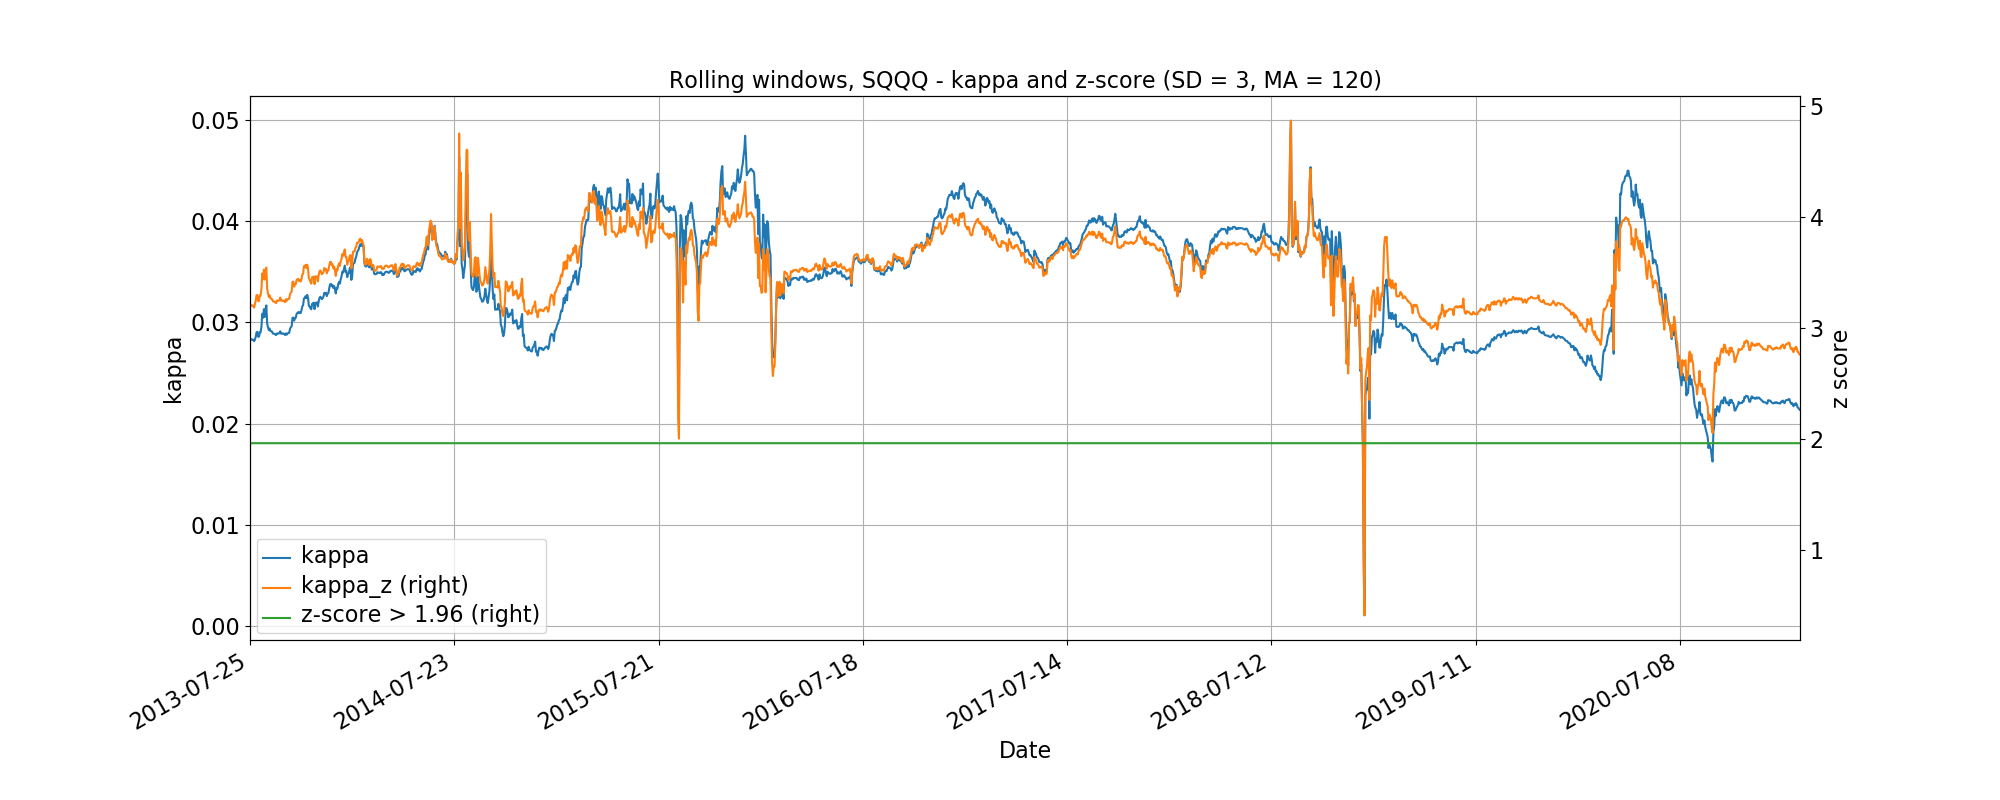 Rolling windows, SQQQ - kappa and z-score (SD = 3, MA = 120)
0.05
0.04
0.03
0.02
0.01
0.00
kappa
5
4
3
2
1
z score
kappa
kappa_z (right)
z-score > 1.96 (right)
2013-07-25
2014-07-23
2015-07-21
2016-07-18
2017-07-14
2018-07-12
2019-07-11
2020-07-08
Date